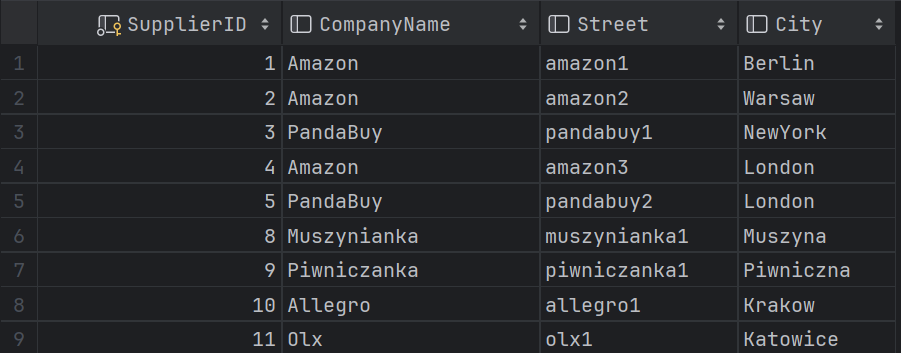 SupplierID CompanyName Street City
1 1 Amazon amazon1 Berlin
2 2 Amazon amazon2 Warsaw
3 3 PandaBuy pandabuy1 NewYork
4 4 Amazon amazon3 London
5 5 PandaBuy pandabuy2 London
6 8 Muszynianka muszynianka1 Muszyna
7 9 Piwniczanka piwniczanka1 Piwniczna
8 10 Allegro allegro1 Krakow
9 11 Olx olx1 Katowice